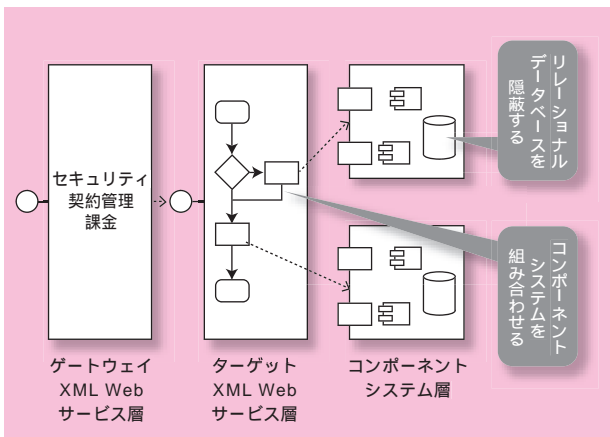 セキュリティ
契約管理
課金
リレーショナル
データベースを
隠蔽する
コンポーネント
システムを
組み合わせる
ゲートウェイ
XML Web
サービス層
ターゲット
XML Web
サービス層
コンポーネント
システム層